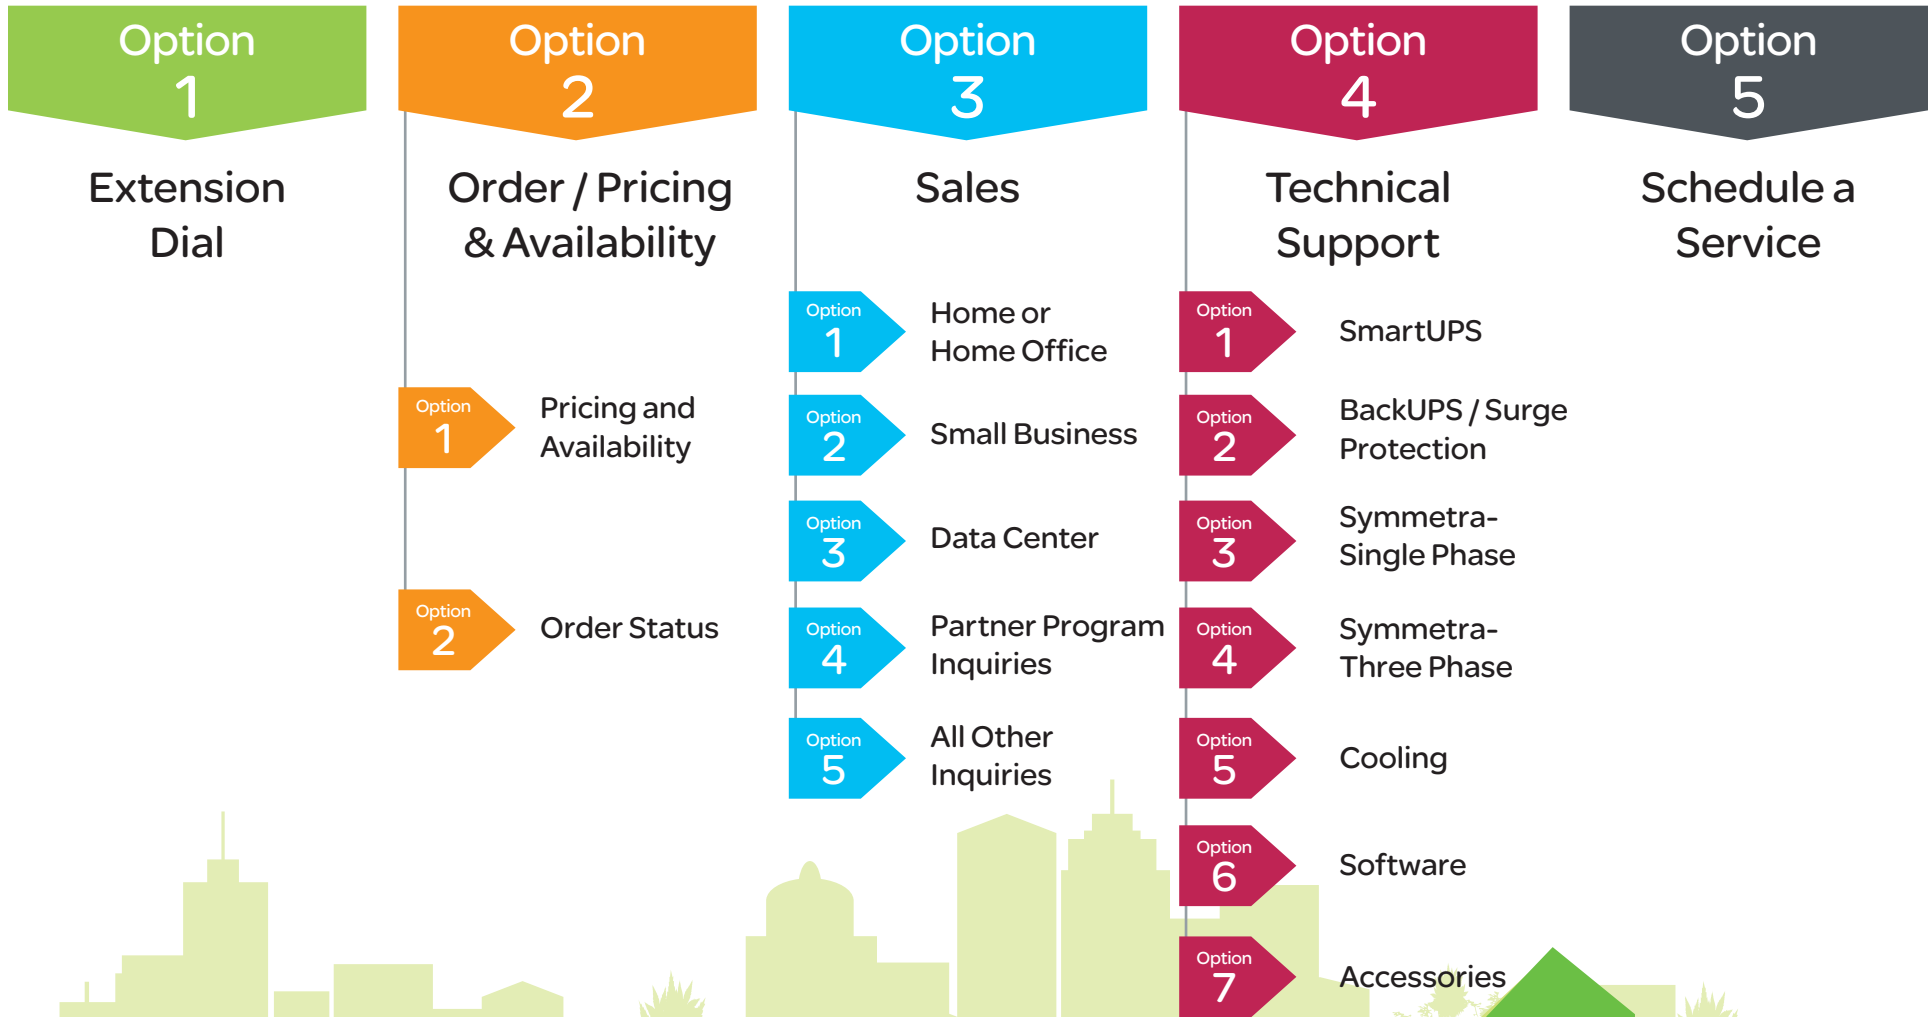 Option
1
Extension
Dial
Option
2
Order / Pricing
& Availability
Option
1
Pricing and
Availability
Option
2
Order Status
Option
3
Sales
Option
1
Home or
Home Office
Option
2
Small Business
Option
3
Data Center
Option
4
Partner Program
Inquiries
Option
5
All Other
Inquiries
Option
4
Technical
Support
Option
1
SmartUPS
Option
2
BackUPS / Surge
Protection
Option
3
Symmetra-
Single Phase
Option
4
Symmetra-
Three Phase
Option
5
Cooling
Option
6
Software
Option
7
Accessories
Option
5
Schedule a
Service